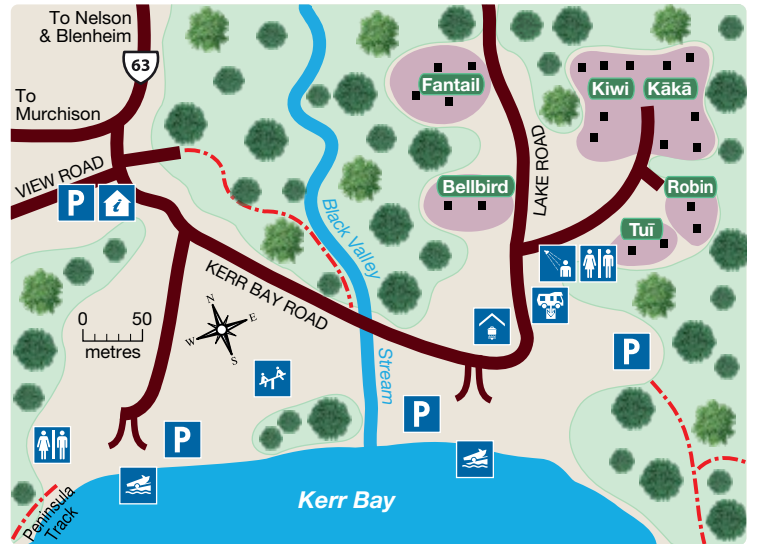 To Nelson
& Blenheim
63
To
Murchison
VIEW ROAD
P
i
Fantail
Kiwi
Kākā
LAKE ROAD
Bellbird
Robin
Tuī
Black Valley
Stream
KERR BAY ROAD
N
E
W
S
0 50
metres
P
P
P
Kerr Bay
Peninsula
Track